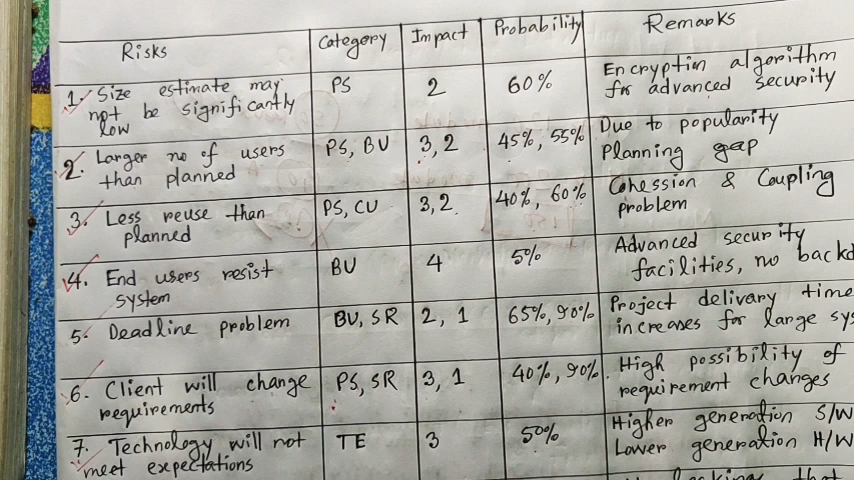 Risks Category Impact Probability Remarks
1. Size estimate may PS 2 60% Encryptin algorithm
not be significantly for advanced security
low
2. Larger no of users PS, BU 3, 2 45%, 55% Due to popularity
than planned Planning gap
3. Less reuse than PS, CU 3,2 40%, 60% Cohession & Coupling
planned problem
4. End users resist BU 4 5% Advanced security
system facilities, no backd
5. Deadline problem BU, SR 2, 1 65%, 90% Project delivary time
increases for large sys
6. Client will change PS, SR 3, 1 40%, 90% High possibility of
requirements requirement changes
7. Technology will not TE 3 50% Higher generation S/W
meet expectations Lower generation H/W
that